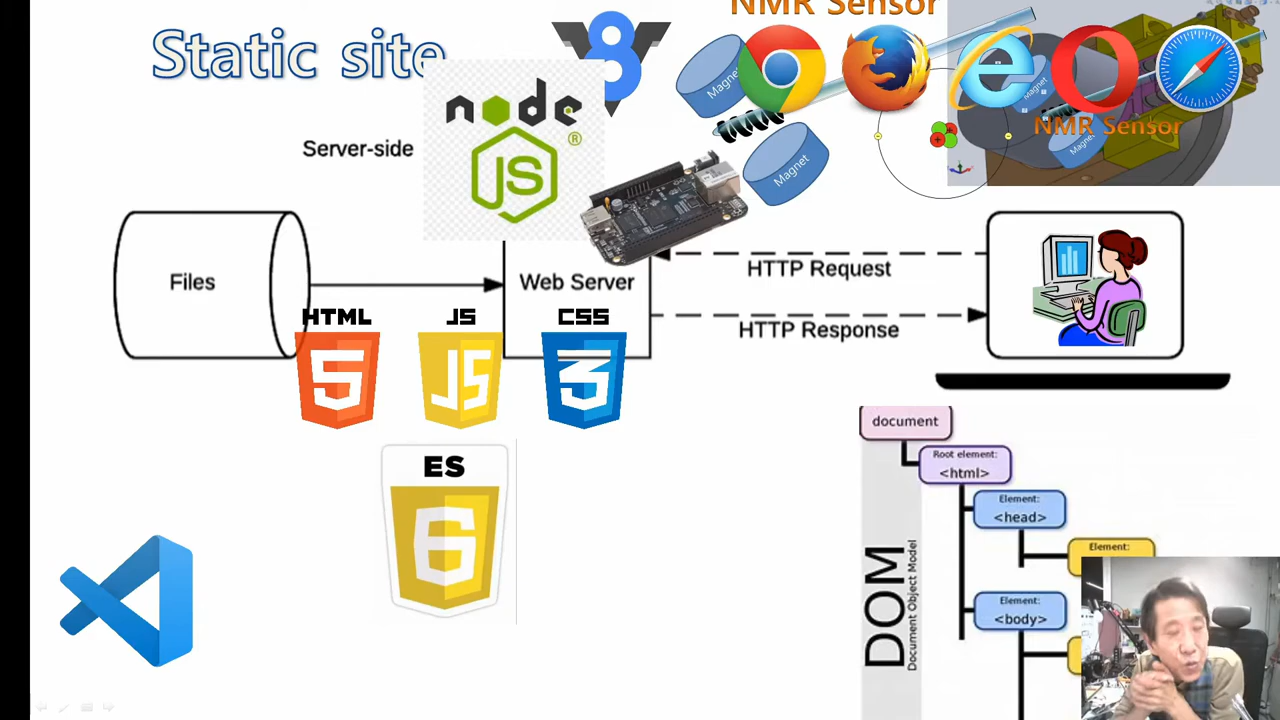 NMR Sensor
Static site
node
JS
®
Magnet
Magnet
Magnet
Magnet
NMR Sensor
Server-side
Files
Web Server
HTTP Request
HTTP Response
HTML
5
JS
JS
CSS
3
ES
6
document
Root element:
<html>
Element:
<head>
Element:
Element:
<body>
DOM
Document Object Model